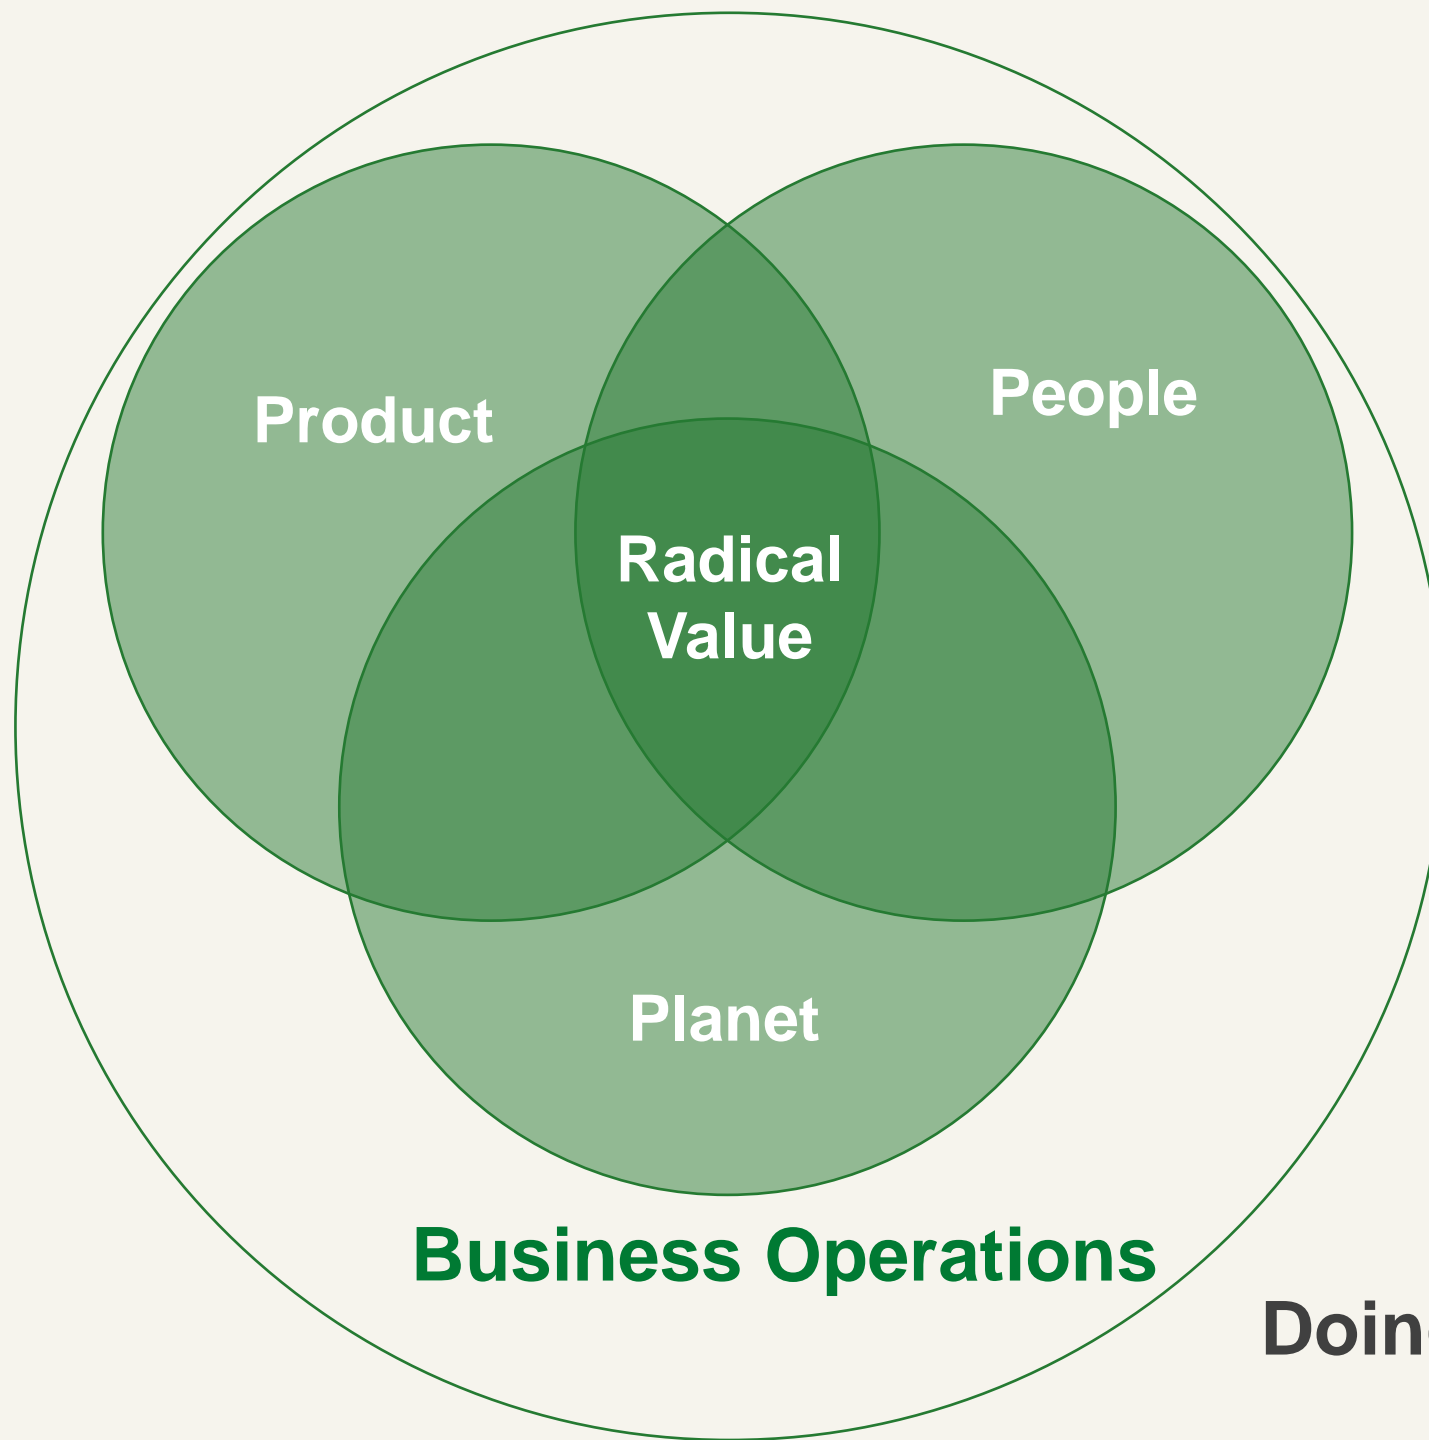 People
Product
Radical
Value
Planet
Business Operations